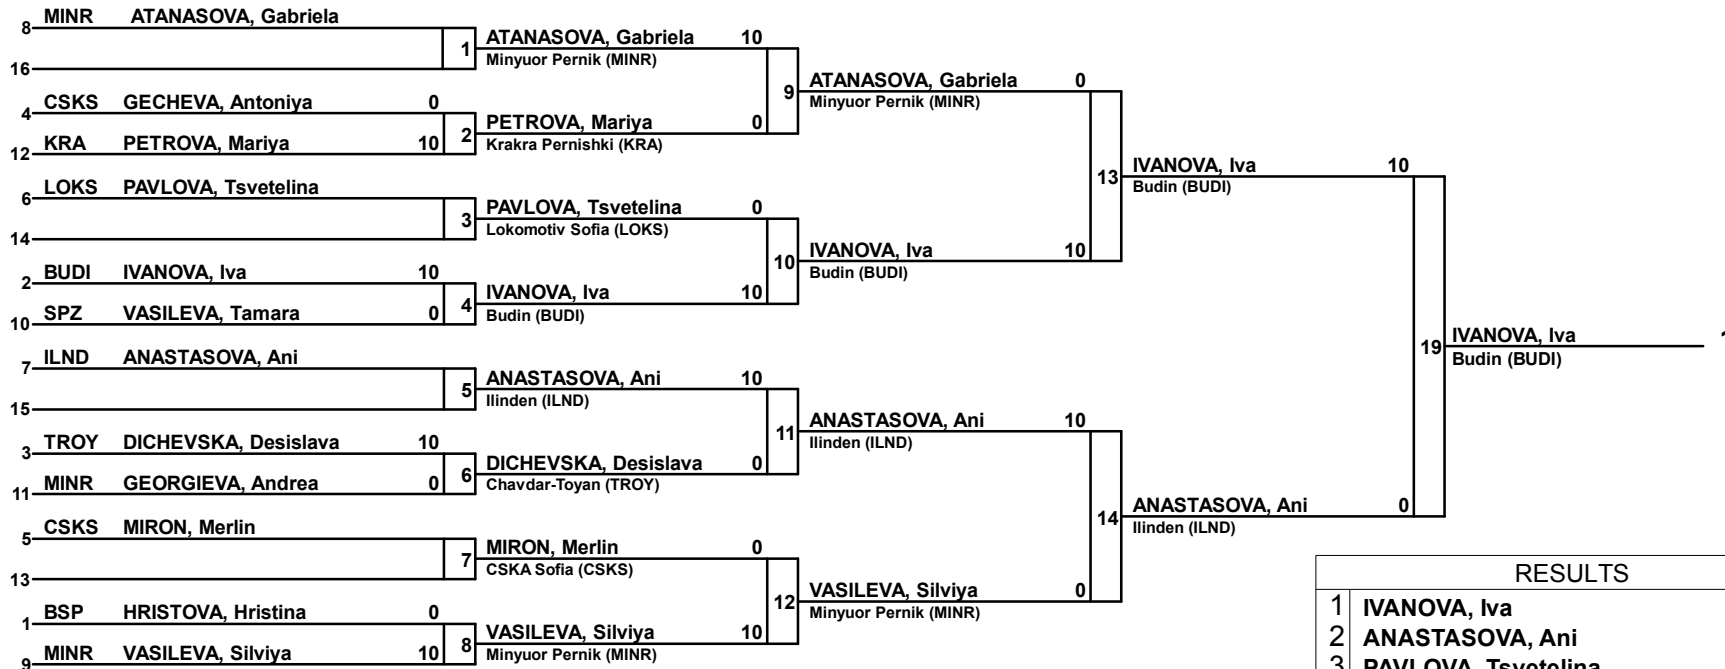 8 MINR ATANASOVA, Gabriela
16
1
4 CSKS GECHEVA, Antoniya 0
12 KRA PETROVA, Mariya 10
2
6 LOKS PAVLOVA, Tsvetelina
14
3
2 BUDI IVANOVA, Iva 10
10 SPZ VASILEVA, Tamara 0
4
7 ILND ANASTASOVA, Ani
15
5
3 TROY DICHEVSKA, Desislava 10
11 MINR GEORGIEVA, Andrea 0
6
5 CSKS MIRON, Merlin
13
7
1 BSP HRISTOVA, Hristina 0
9 MINR VASILEVA, Silviya 10
8
ATANASOVA, Gabriela 10
Minyuor Pernik (MINR)
9
PETROVA, Mariya 0
Krakra Pernishki (KRA)
PAVLOVA, Tsvetelina 0
Lokomotiv Sofia (LOKS)
10
IVANOVA, Iva 10
Budin (BUDI)
ANASTASOVA, Ani 10
Ilinden (ILND)
11
DICHEVSKA, Desislava 0
Chavdar-Toyan (TROY)
MIRON, Merlin 0
CSKA Sofia (CSKS)
12
VASILEVA, Silviya 10
Minyuor Pernik (MINR)
ATANASOVA, Gabriela 0
Minyuor Pernik (MINR)
13
IVANOVA, Iva 10
Budin (BUDI)
ANASTASOVA, Ani 10
Ilinden (ILND)
14
VASILEVA, Silviya 0
Minyuor Pernik (MINR)
IVANOVA, Iva 10
Budin (BUDI)
19
ANASTASOVA, Ani 0
Ilinden (ILND)
IVANOVA, Iva
Budin (BUDI)
RESULTS
1 IVANOVA, Iva
2 ANASTASOVA, Ani
3 PAVLOVA, Tsvetelina